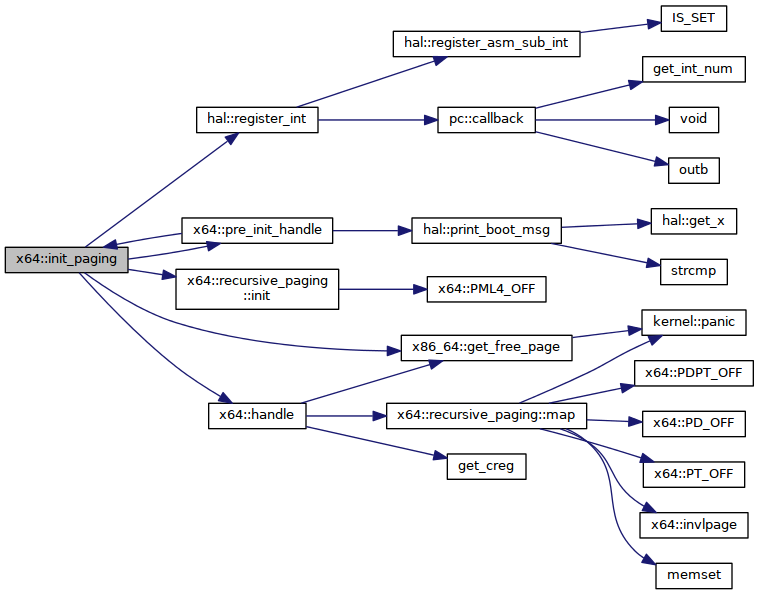 IS_SET
hal::register_asm_sub_int
get_int_num
hal::register_int
pc::callback
void
outb
hal::get_x
x64::pre_init_handle
hal::print_boot_msg
x64::init_paging
strcmp
x64::recursive_paging
::init
x64::PML4_OFF
kernel::panic
x86_64::get_free_page
x64::PDPT_OFF
x64::handle
x64::recursive_paging::map
x64::PD_OFF
get_creg
x64::PT_OFF
x64::invlpage
memset